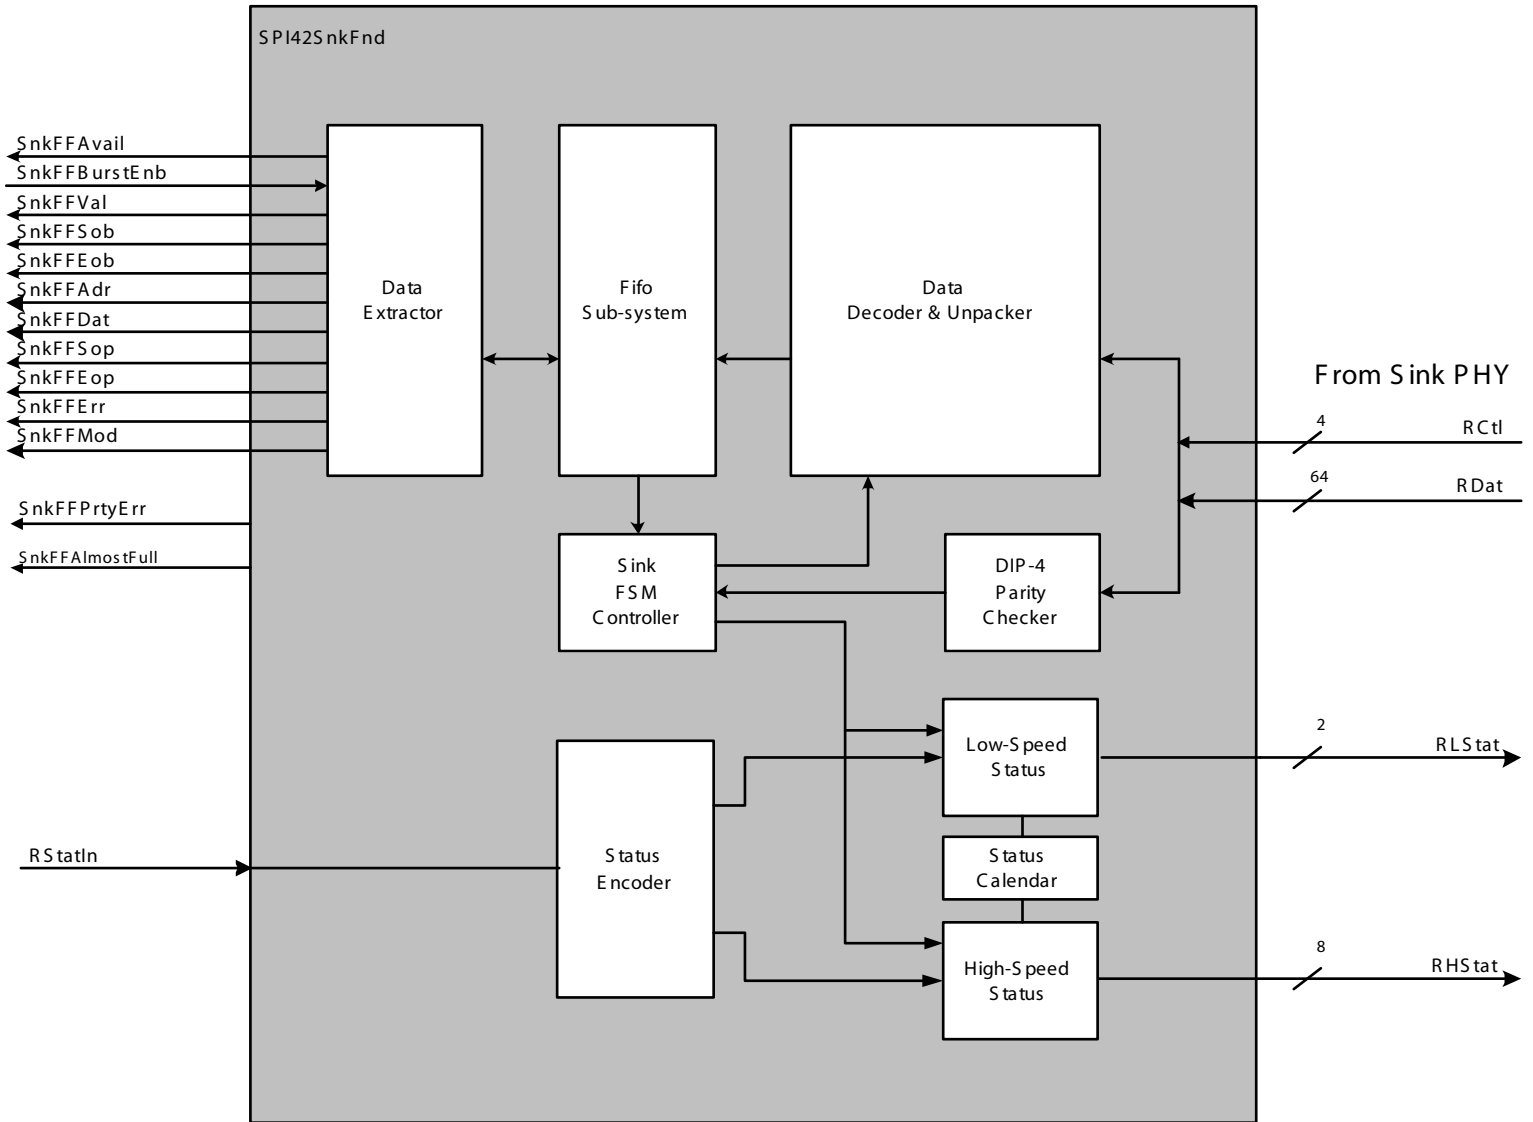 SPI42SnkFnd
SnkFFAvail
SnkFFBurstEnb
SnkFFVal
SnkFFSob
SnkFFEob
SnkFFAdr
SnkFFDat
SnkFFSop
SnkFFEop
SnkFFErr
SnkFFMod
SnkFFPrtyErr
SnkFFAlmostFull
Data
Extractor
Fifo
Sub-system
Data
Decoder & Unpacker
From Sink PHY
4
RCtl
64
RDat
Sink
FSM
Controller
DIP-4
Parity
Checker
Low-Speed
Status
2
RLStat
RStatIn
Status
Encoder
Status
Calendar
High-Speed
Status
8
RHStat